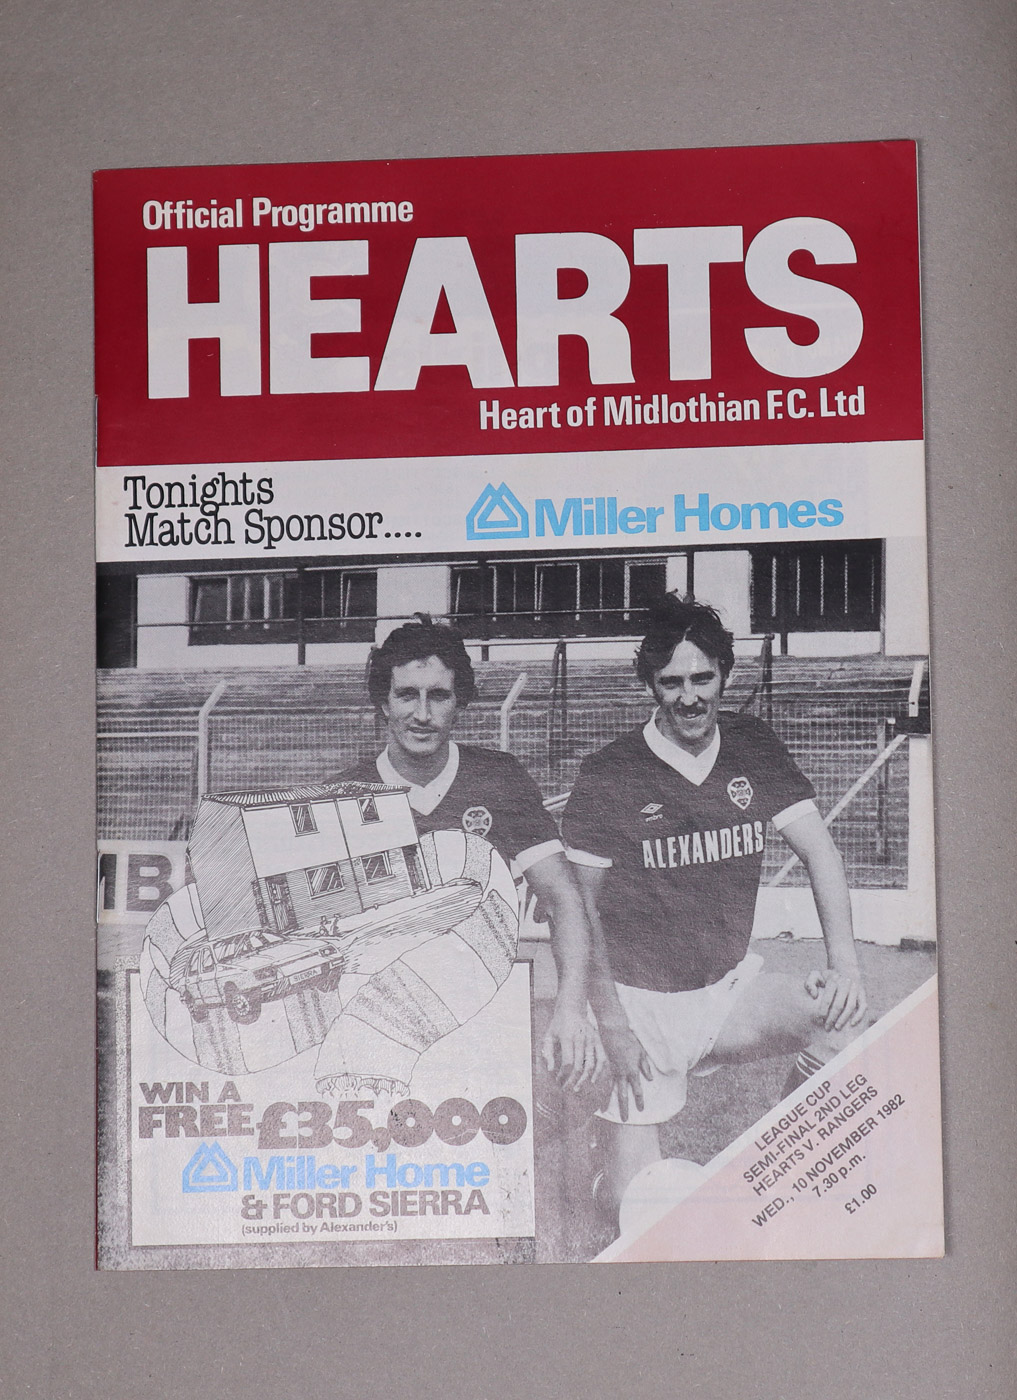 Official Programme
HEARTS
Heart of Midlothian F.C. Ltd
Tonights
Match Sponsor....
Miller Homes
umbro
ALEXANDERS
MB
SIERRA
WIN A
FREE £35,000
Miller Home
& FORD SIERRA
(supplied by Alexander's)
LEAGUE CUP
SEMI-FINAL 2ND LEG
HEARTS V. RANGERS
WED., 10 NOVEMBER 1982
7.30 p.m.
£1.00